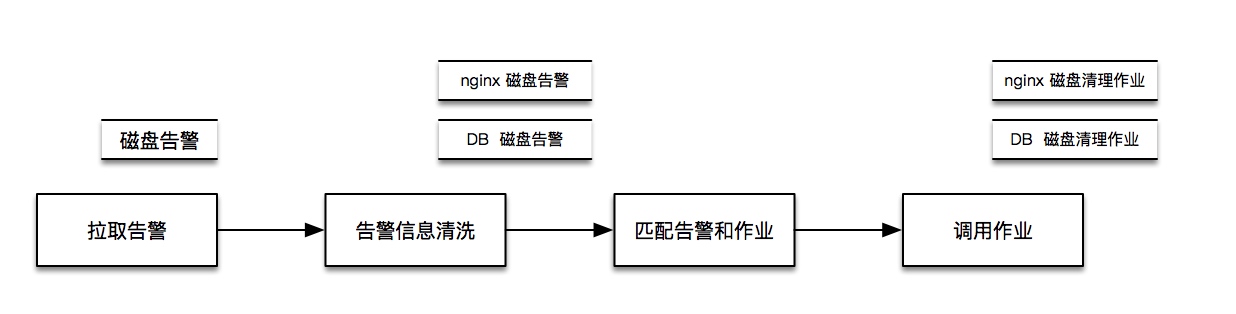 nginx 磁盘告警
nginx 磁盘清理作业
磁盘告警
DB 磁盘告警
DB 磁盘清理作业
拉取告警
告警信息清洗
匹配告警和作业
调用作业